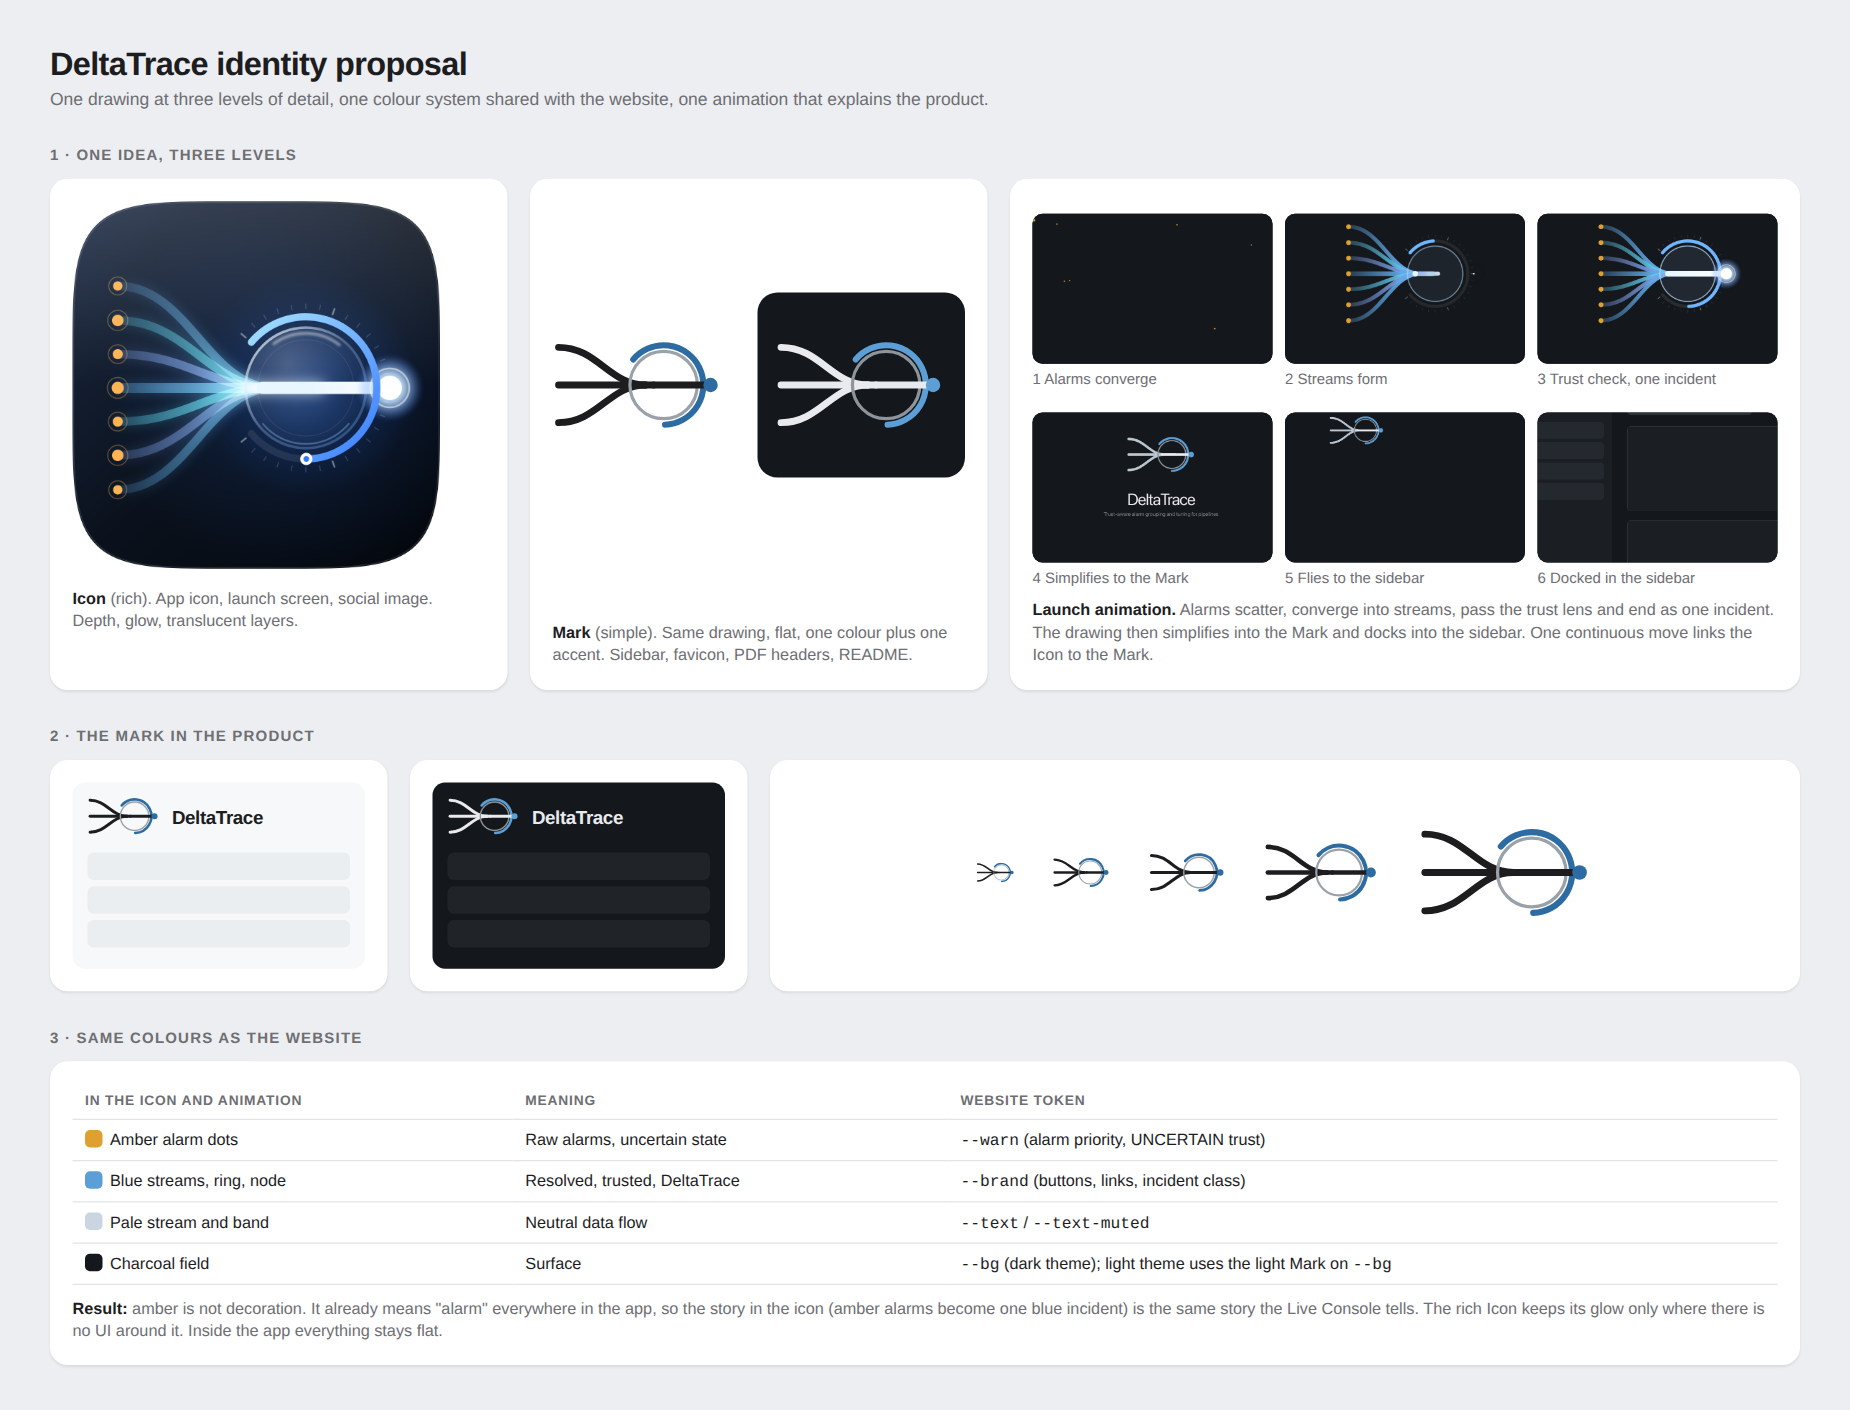 DeltaTrace identity proposal
One drawing at three levels of detail, one colour system shared with the website, one animation that explains the product.
1 · ONE IDEA, THREE LEVELS
Icon (rich). App icon, launch screen, social image.
Depth, glow, translucent layers.
Mark (simple). Same drawing, flat, one colour plus one
accent. Sidebar, favicon, PDF headers, README.
1 Alarms converge
2 Streams form
3 Trust check, one incident
DeltaTrace
Trust-aware alarm grouping and tuning for pipelines
4 Simplifies to the Mark
5 Flies to the sidebar
6 Docked in the sidebar
Launch animation. Alarms scatter, converge into streams, pass the trust lens and end as one incident.
The drawing then simplifies into the Mark and docks into the sidebar. One continuous move links the
Icon to the Mark.
2 · THE MARK IN THE PRODUCT
DeltaTrace
DeltaTrace
3 · SAME COLOURS AS THE WEBSITE
IN THE ICON AND ANIMATION MEANING WEBSITE TOKEN
Amber alarm dots Raw alarms, uncertain state --warn (alarm priority, UNCERTAIN trust)
Blue streams, ring, node Resolved, trusted, DeltaTrace --brand (buttons, links, incident class)
Pale stream and band Neutral data flow --text / --text-muted
Charcoal field Surface --bg (dark theme); light theme uses the light Mark on --bg
Result: amber is not decoration. It already means "alarm" everywhere in the app, so the story in the icon (amber alarms become one blue incident) is the same story the Live Console tells. The rich Icon keeps its glow only where there is
no UI around it. Inside the app everything stays flat.